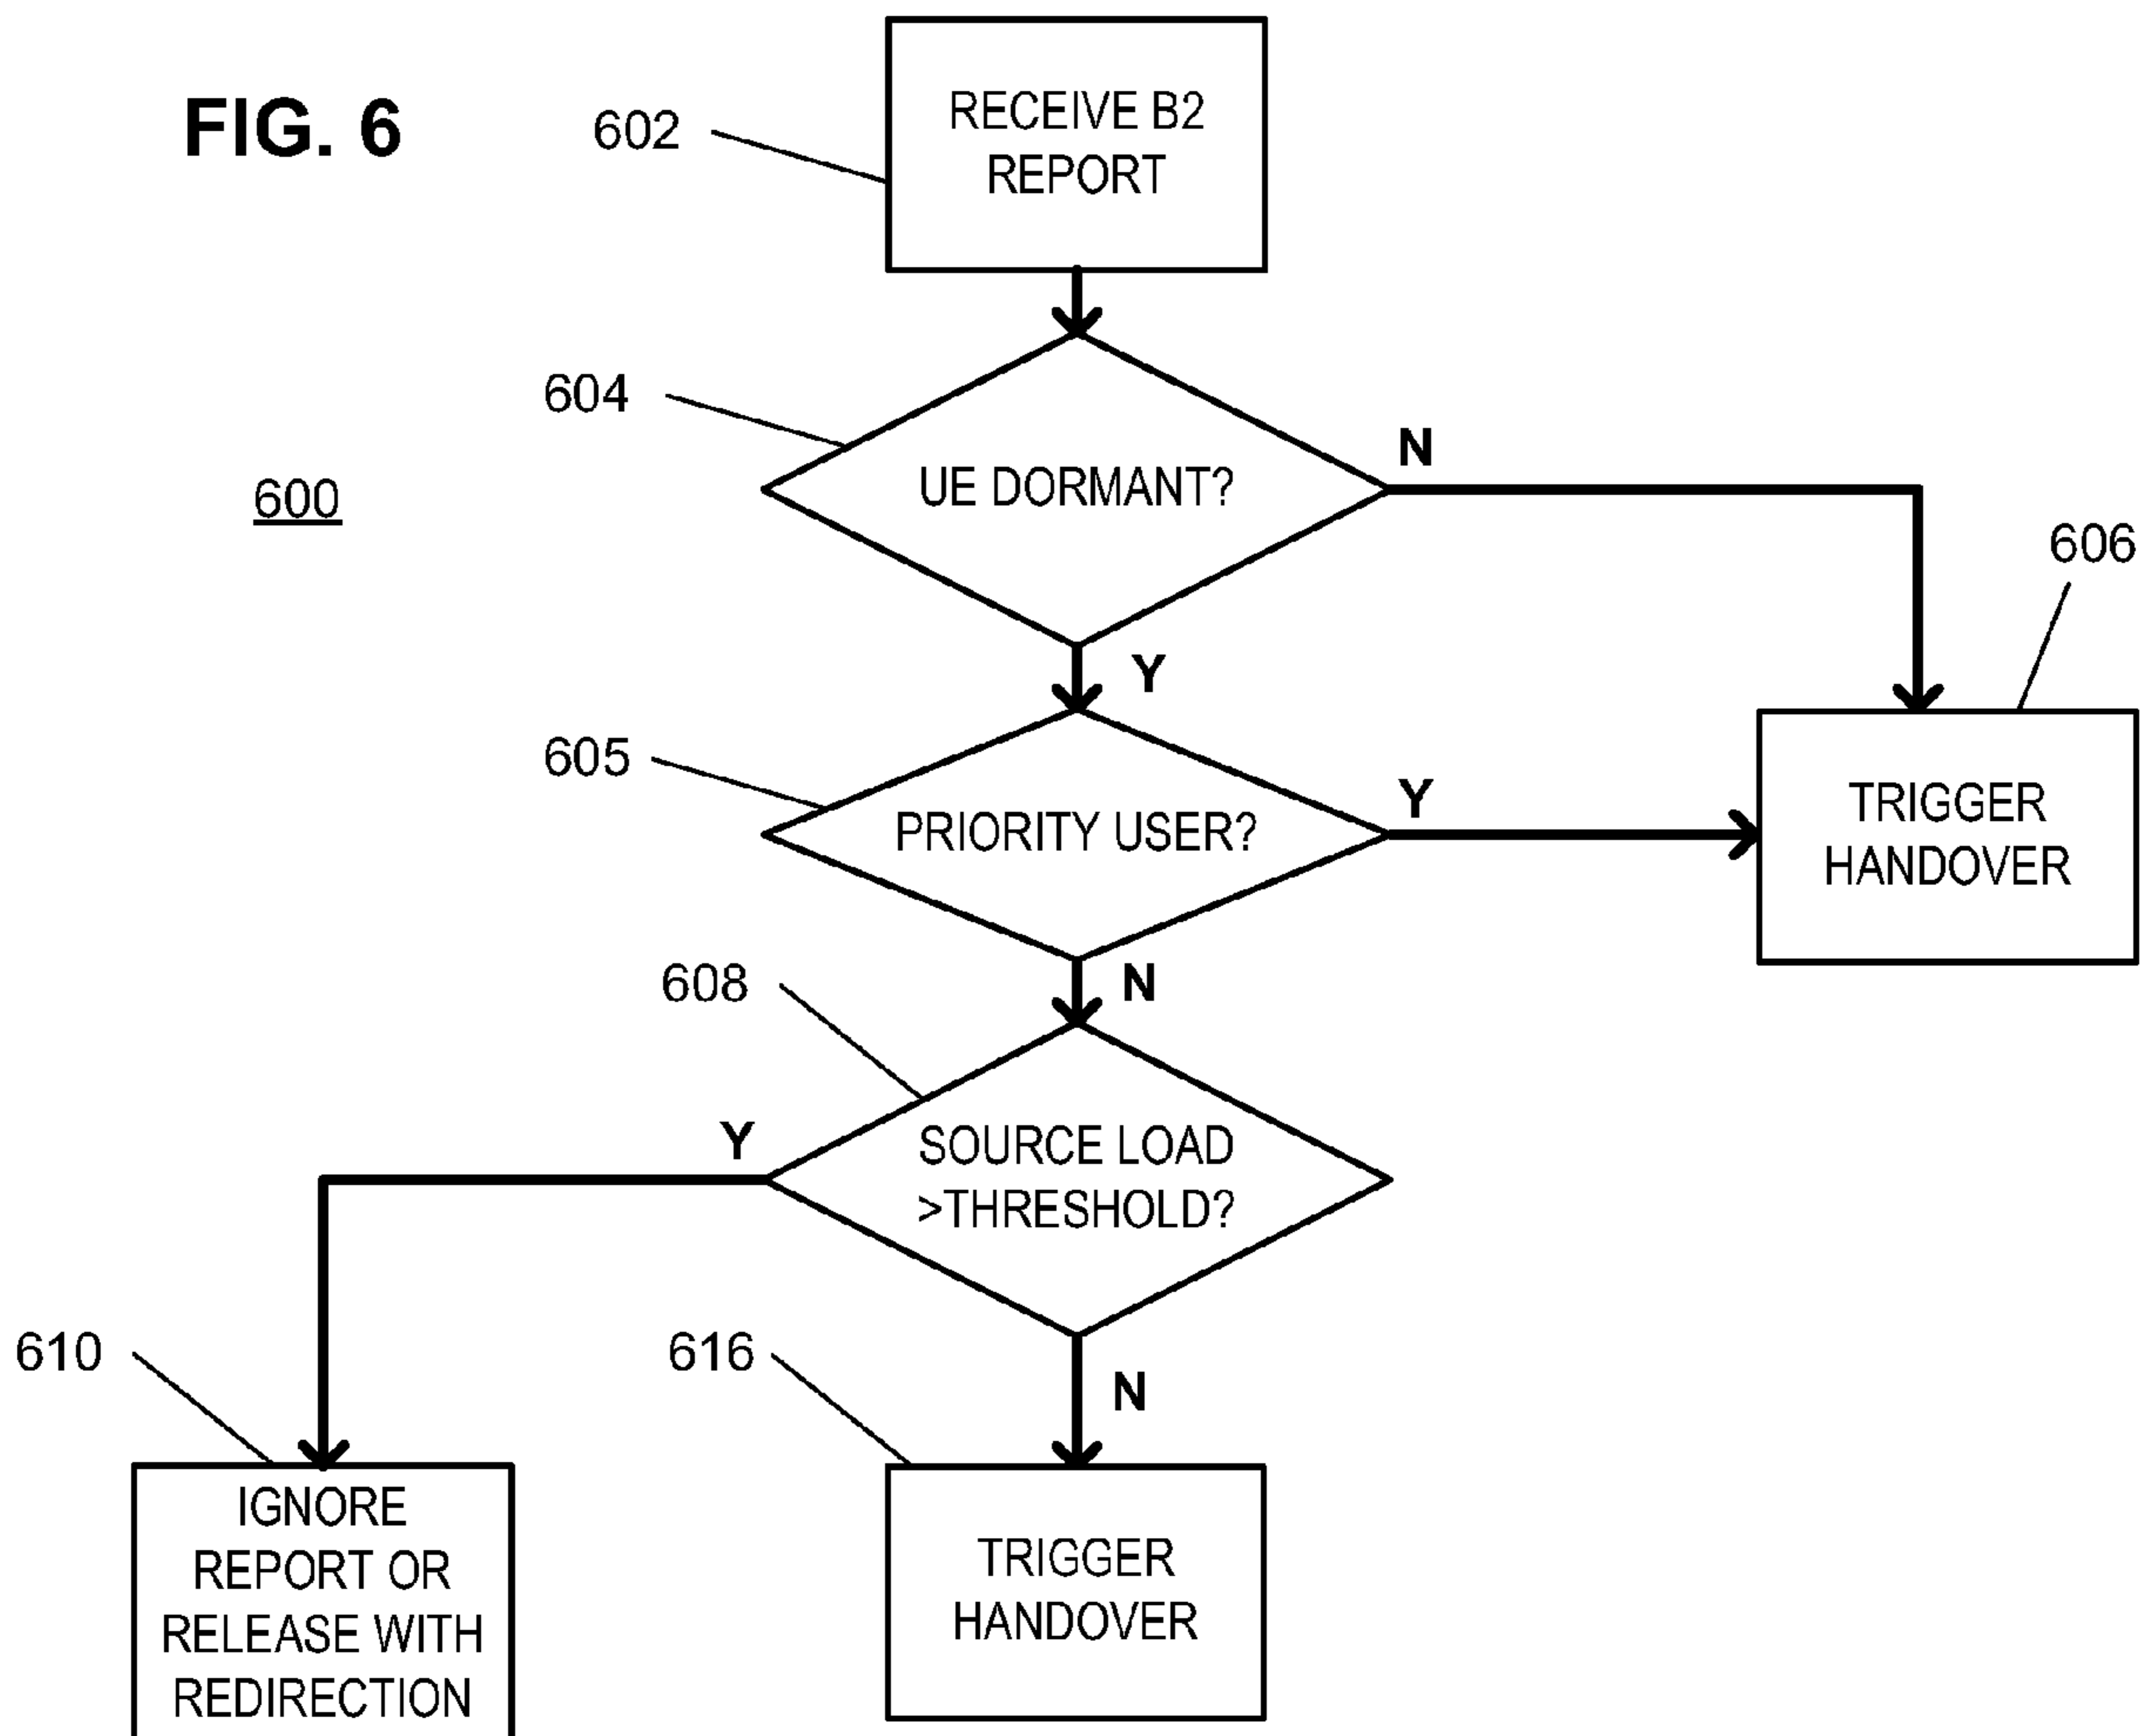 FIG. 6
602
RECEIVE B2
REPORT
604
UE DORMANT?
N
600
606
Y
605
PRIORITY USER?
Y
TRIGGER
HANDOVER
608
N
Y
SOURCE LOAD
>THRESHOLD?
610
616
N
IGNORE
REPORT OR
RELEASE WITH
REDIRECTION
TRIGGER
HANDOVER